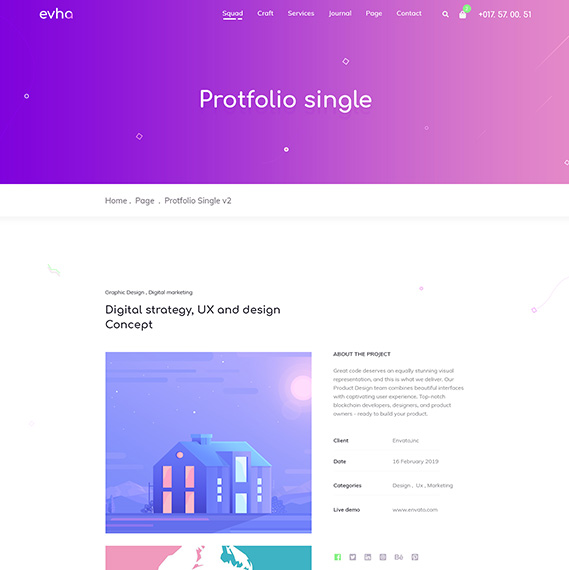 evha
Squad Craft Services Journal Page Contact +017. 57. 00. 51
Protfolio single
Home . Page . Protfolio Single v2
Graphic Design , Digital marketing
Digital strategy, UX and design
Concept
ABOUT THE PROJECT
Great code deserves an equally stunning visual
representation, and this is what we deliver. Our
Product Design team combines beautiful interfaces
with captivating user experience. Top-notch
blockchain developers, designers, and product
owners - ready to build your product.
Client Envato,inc
Date 16 February 2019
Categories Design , Ux , Marketing
Live demo www.envato.com